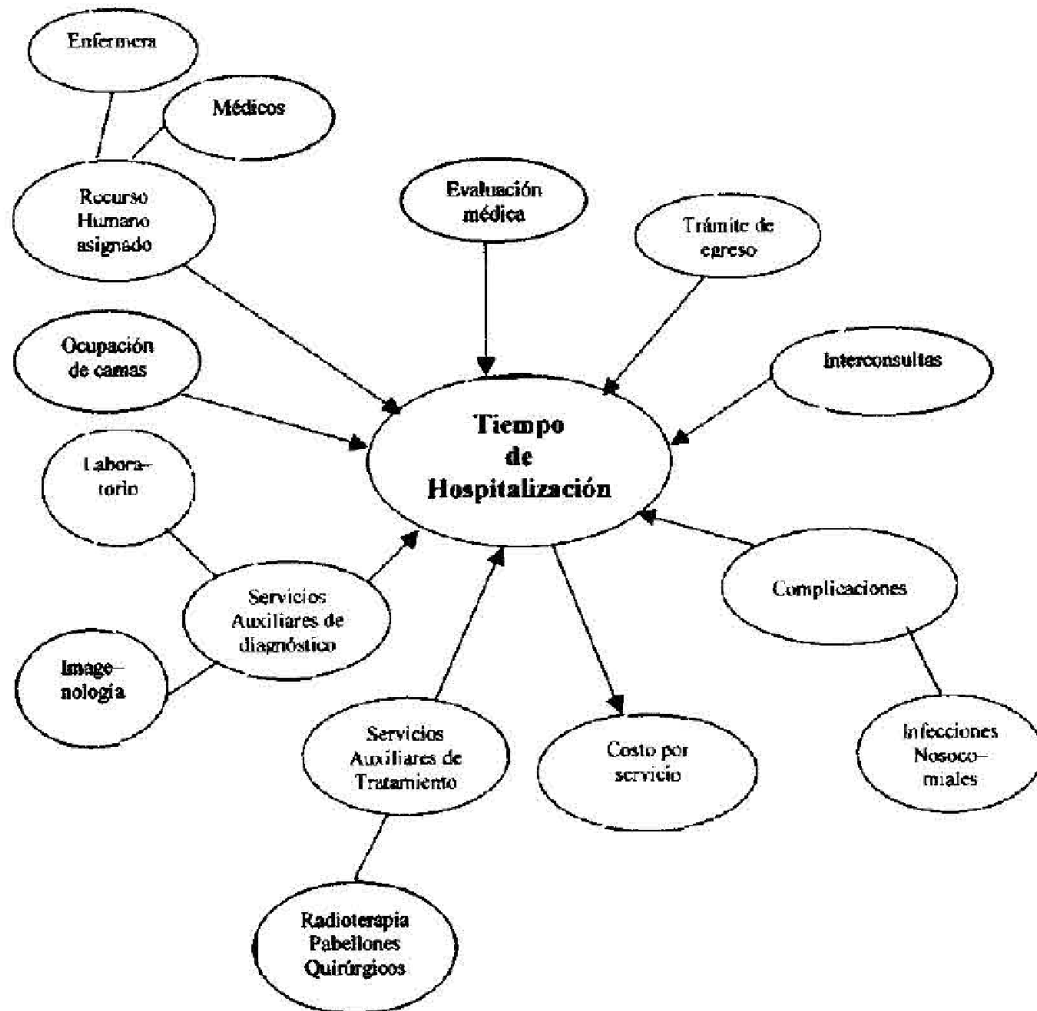 Enfermera
Médicos
Recurso
Humano
asignado
Evaluación
médica
Trámite de
egreso
Ocupación
de camas
Interconsultas
Tiempo
de
Hospitalización
Labora-
torio
Servicios
Auxiliares de
diagnóstico
Complicaciones
Image-
nología
Servicios
Auxiliares de
Tratamiento
Costo por
servicio
Infecciones
Nosoco-
miales
Radioterapia
Pabellones
Quirúrgicos